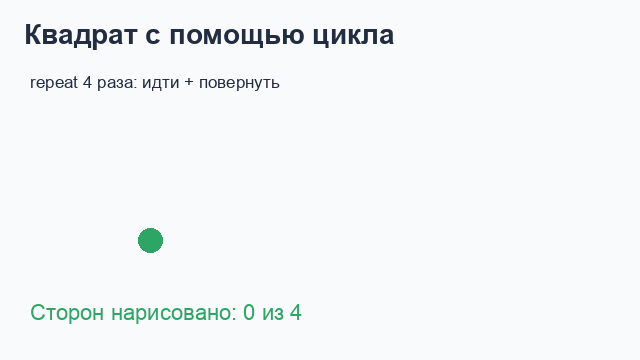 Квадрат с помощью цикла
repeat 4 раза: идти + повернуть
Сторон нарисовано: 0 из 4